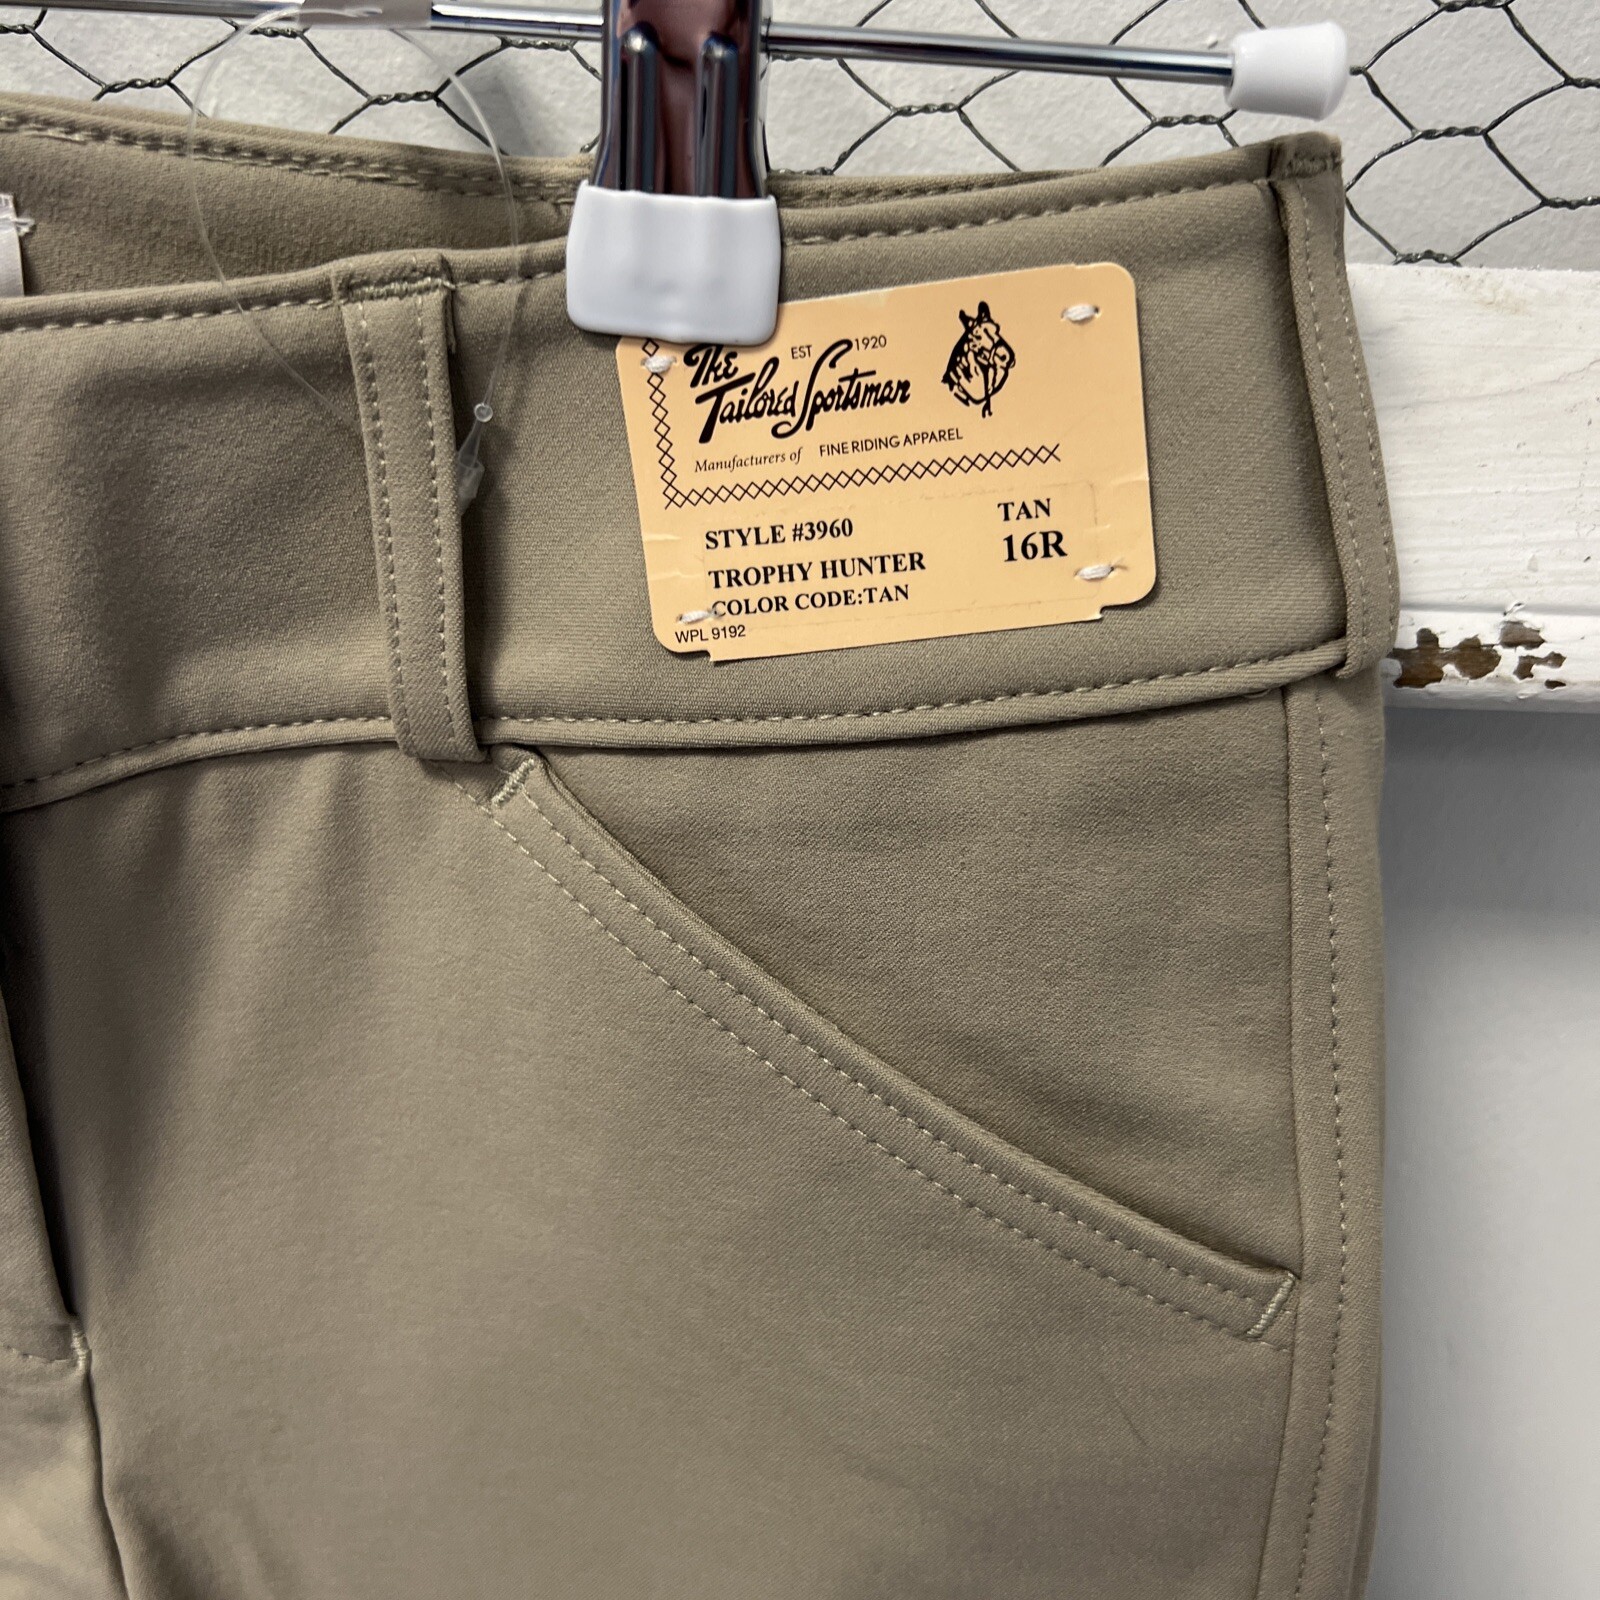 EST 1920
The
Tailored Sportsman
Manufacturers of FINE RIDING APPAREL
STYLE #3960 TAN
TROPHY HUNTER 16R
COLOR CODE:TAN
WPL 9192